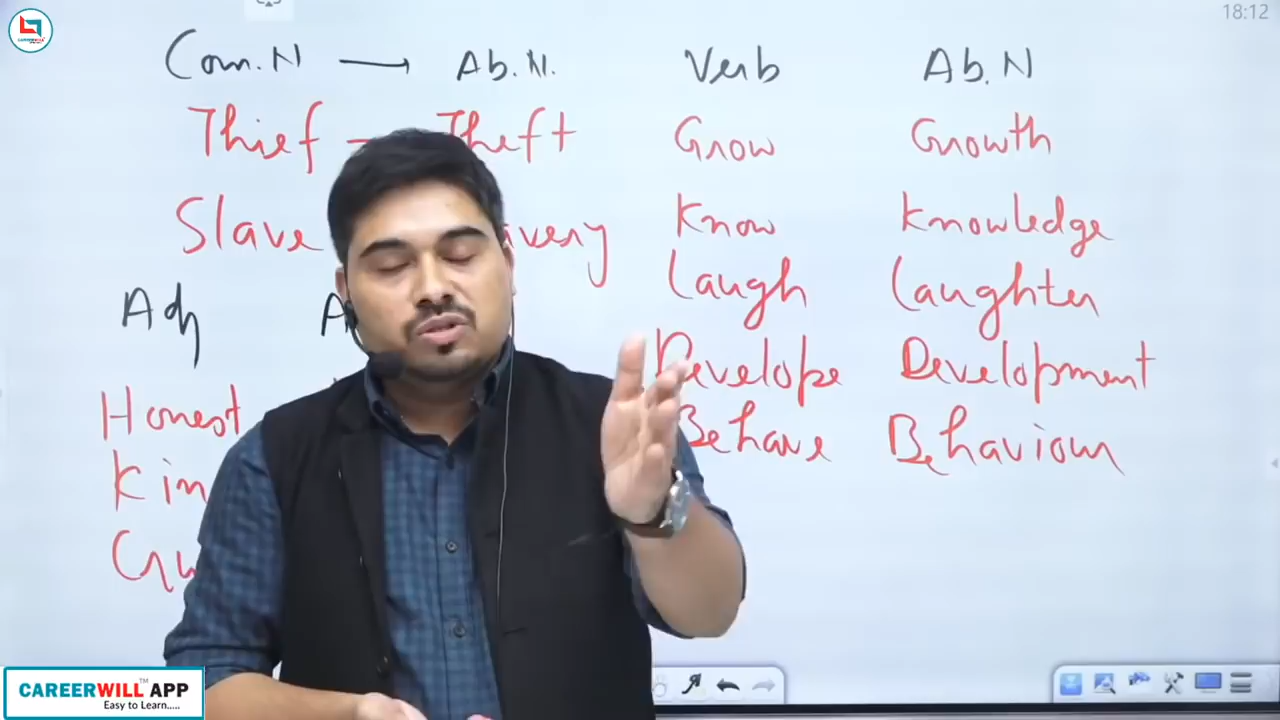 18:12
Com.N → Ab.N. Verb Ab.N
Thief - Theft Grow Growth
Slave Know Knowledge
Adj Laugh Laughter
Honest Develope Development
Behave Behaviour
CAREERWILL™ APP
Easy to Learn.....